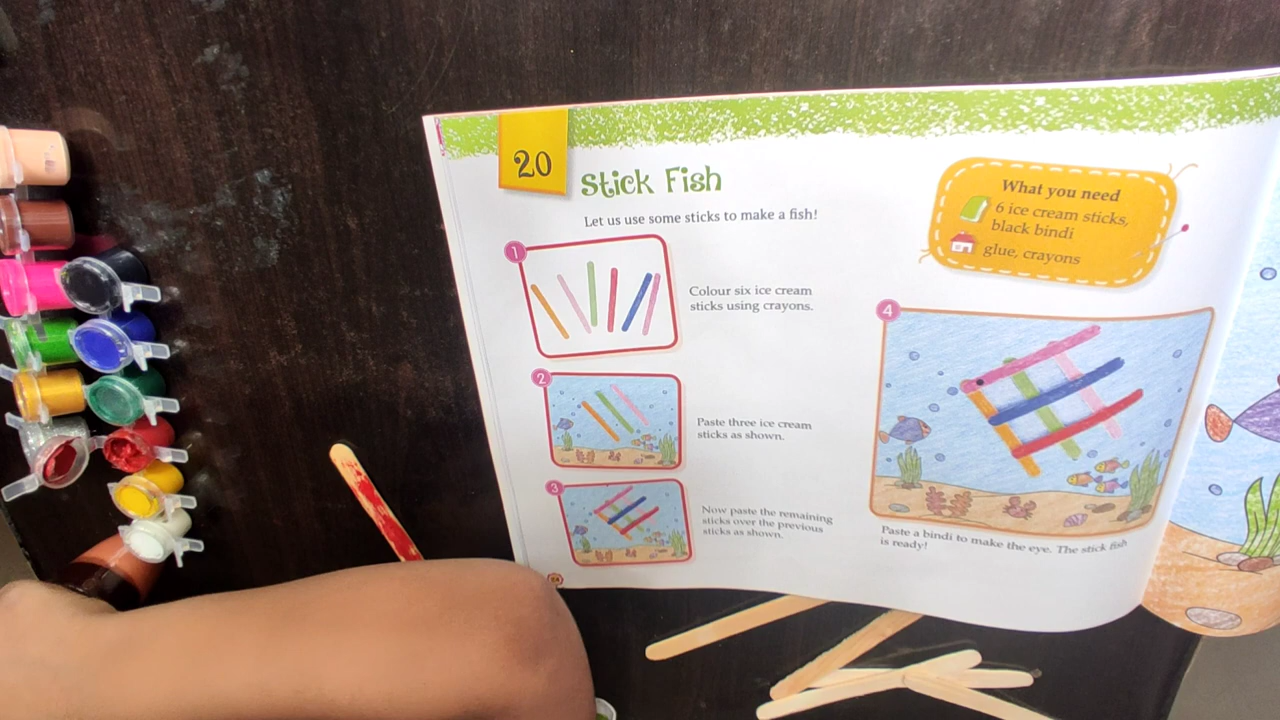 20
Stick Fish
Let us use some sticks to make a fish!
What you need
6 ice cream sticks,
black bindi
glue, crayons
1
Colour six ice cream
sticks using crayons.
2
Paste three ice cream
sticks as shown.
3
Now paste the remaining
sticks over the previous
sticks as shown.
4
Paste a bindi to make the eye. The stick fish
is ready!